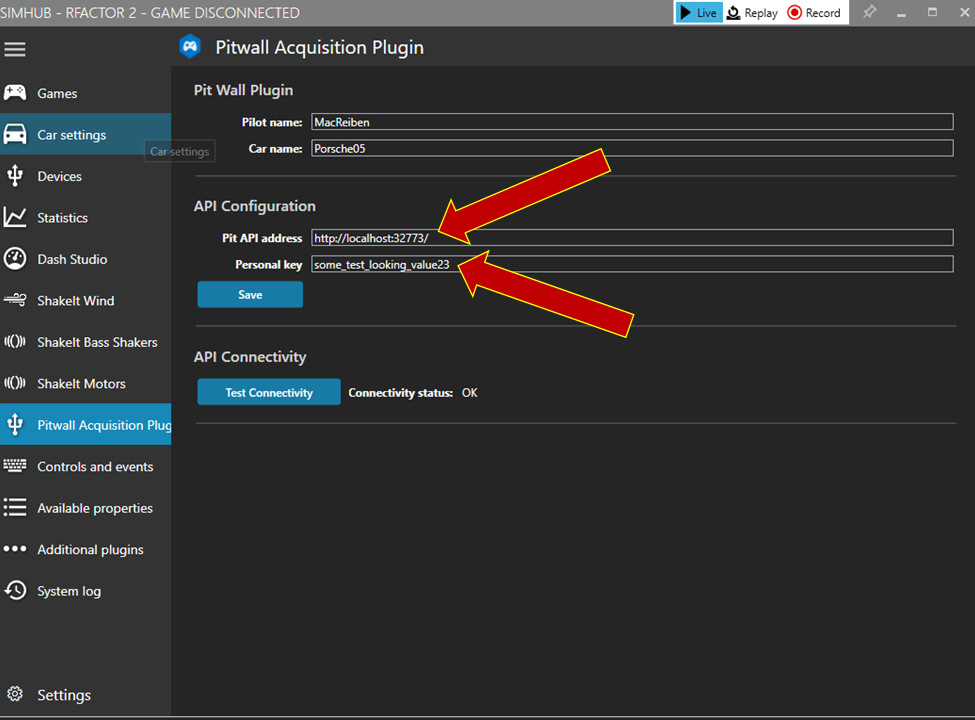 SIMHUB - RFACTOR 2 - GAME DISCONNECTED
Live
Replay
Record
Pitwall Acquisition Plugin
Games
Car settings
Car settings
Devices
Statistics
Dash Studio
ShakeIt Wind
ShakeIt Bass Shakers
ShakeIt Motors
Pitwall Acquisition Plug
Controls and events
Available properties
Additional plugins
System log
Settings
Pit Wall Plugin
Pilot name: MacReiben
Car name: Porsche05
API Configuration
Pit API address http://localhost:32773/
Personal key some_test_looking_value23
Save
API Connectivity
Test Connectivity Connectivity status: OK